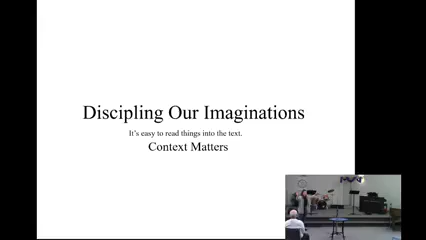 Discipling Our Imaginations
It's easy to read things into the text.
Context Matters